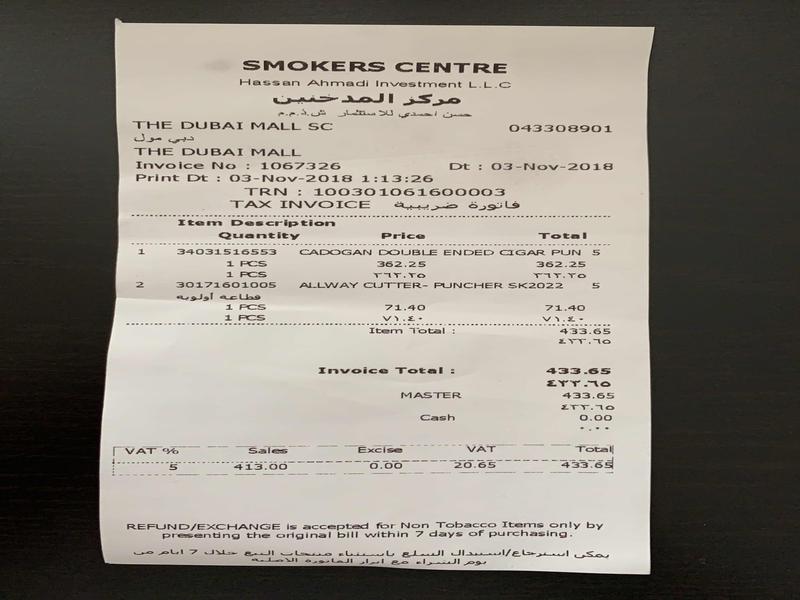 SMOKERS CENTRE
Hassan Ahmadi Investment L.L.C
مركز المدخنين
حسن احمدي للاستثمار ش.ذ.م.م
THE DUBAI MALL SC 043308901
دبي مول
THE DUBAI MALL
Invoice No : 1067326 Dt : 03-Nov-2018
Print Dt : 03-Nov-2018 1:13:26
TRN : 100301061600003
TAX INVOICE فاتورة ضريبية
Item Description
Quantity Price Total
1 34031516553 CADOGAN DOUBLE ENDED CIGAR PUN 5
1 PCS 362.25 362.25
1 PCS ٣٦٢.٢٥ ٣٦٢.٢٥
2 30171601005 ALLWAY CUTTER- PUNCHER SK2022 5
قطاعه أولويه
1 PCS 71.40 71.40
1 PCS ٧١.٤٠ ٧١.٤٠
Item Total : 433.65
٤٣٣.٦٥
Invoice Total : 433.65
٤٣٣.٦٥
MASTER 433.65
٤٣٣.٦٥
Cash 0.00
٠.٠٠
VAT % Sales Excise VAT Total
5 413.00 0.00 20.65 433.65
REFUND/EXCHANGE is accepted for Non Tobacco Items only by
presenting the original bill within 7 days of purchasing.
يمكن استرجاع/استبدال السلع باستثناء منتجات التبغ خلال 7 ايام من
يوم الشراء مع ابراز الفاتورة الاصلية